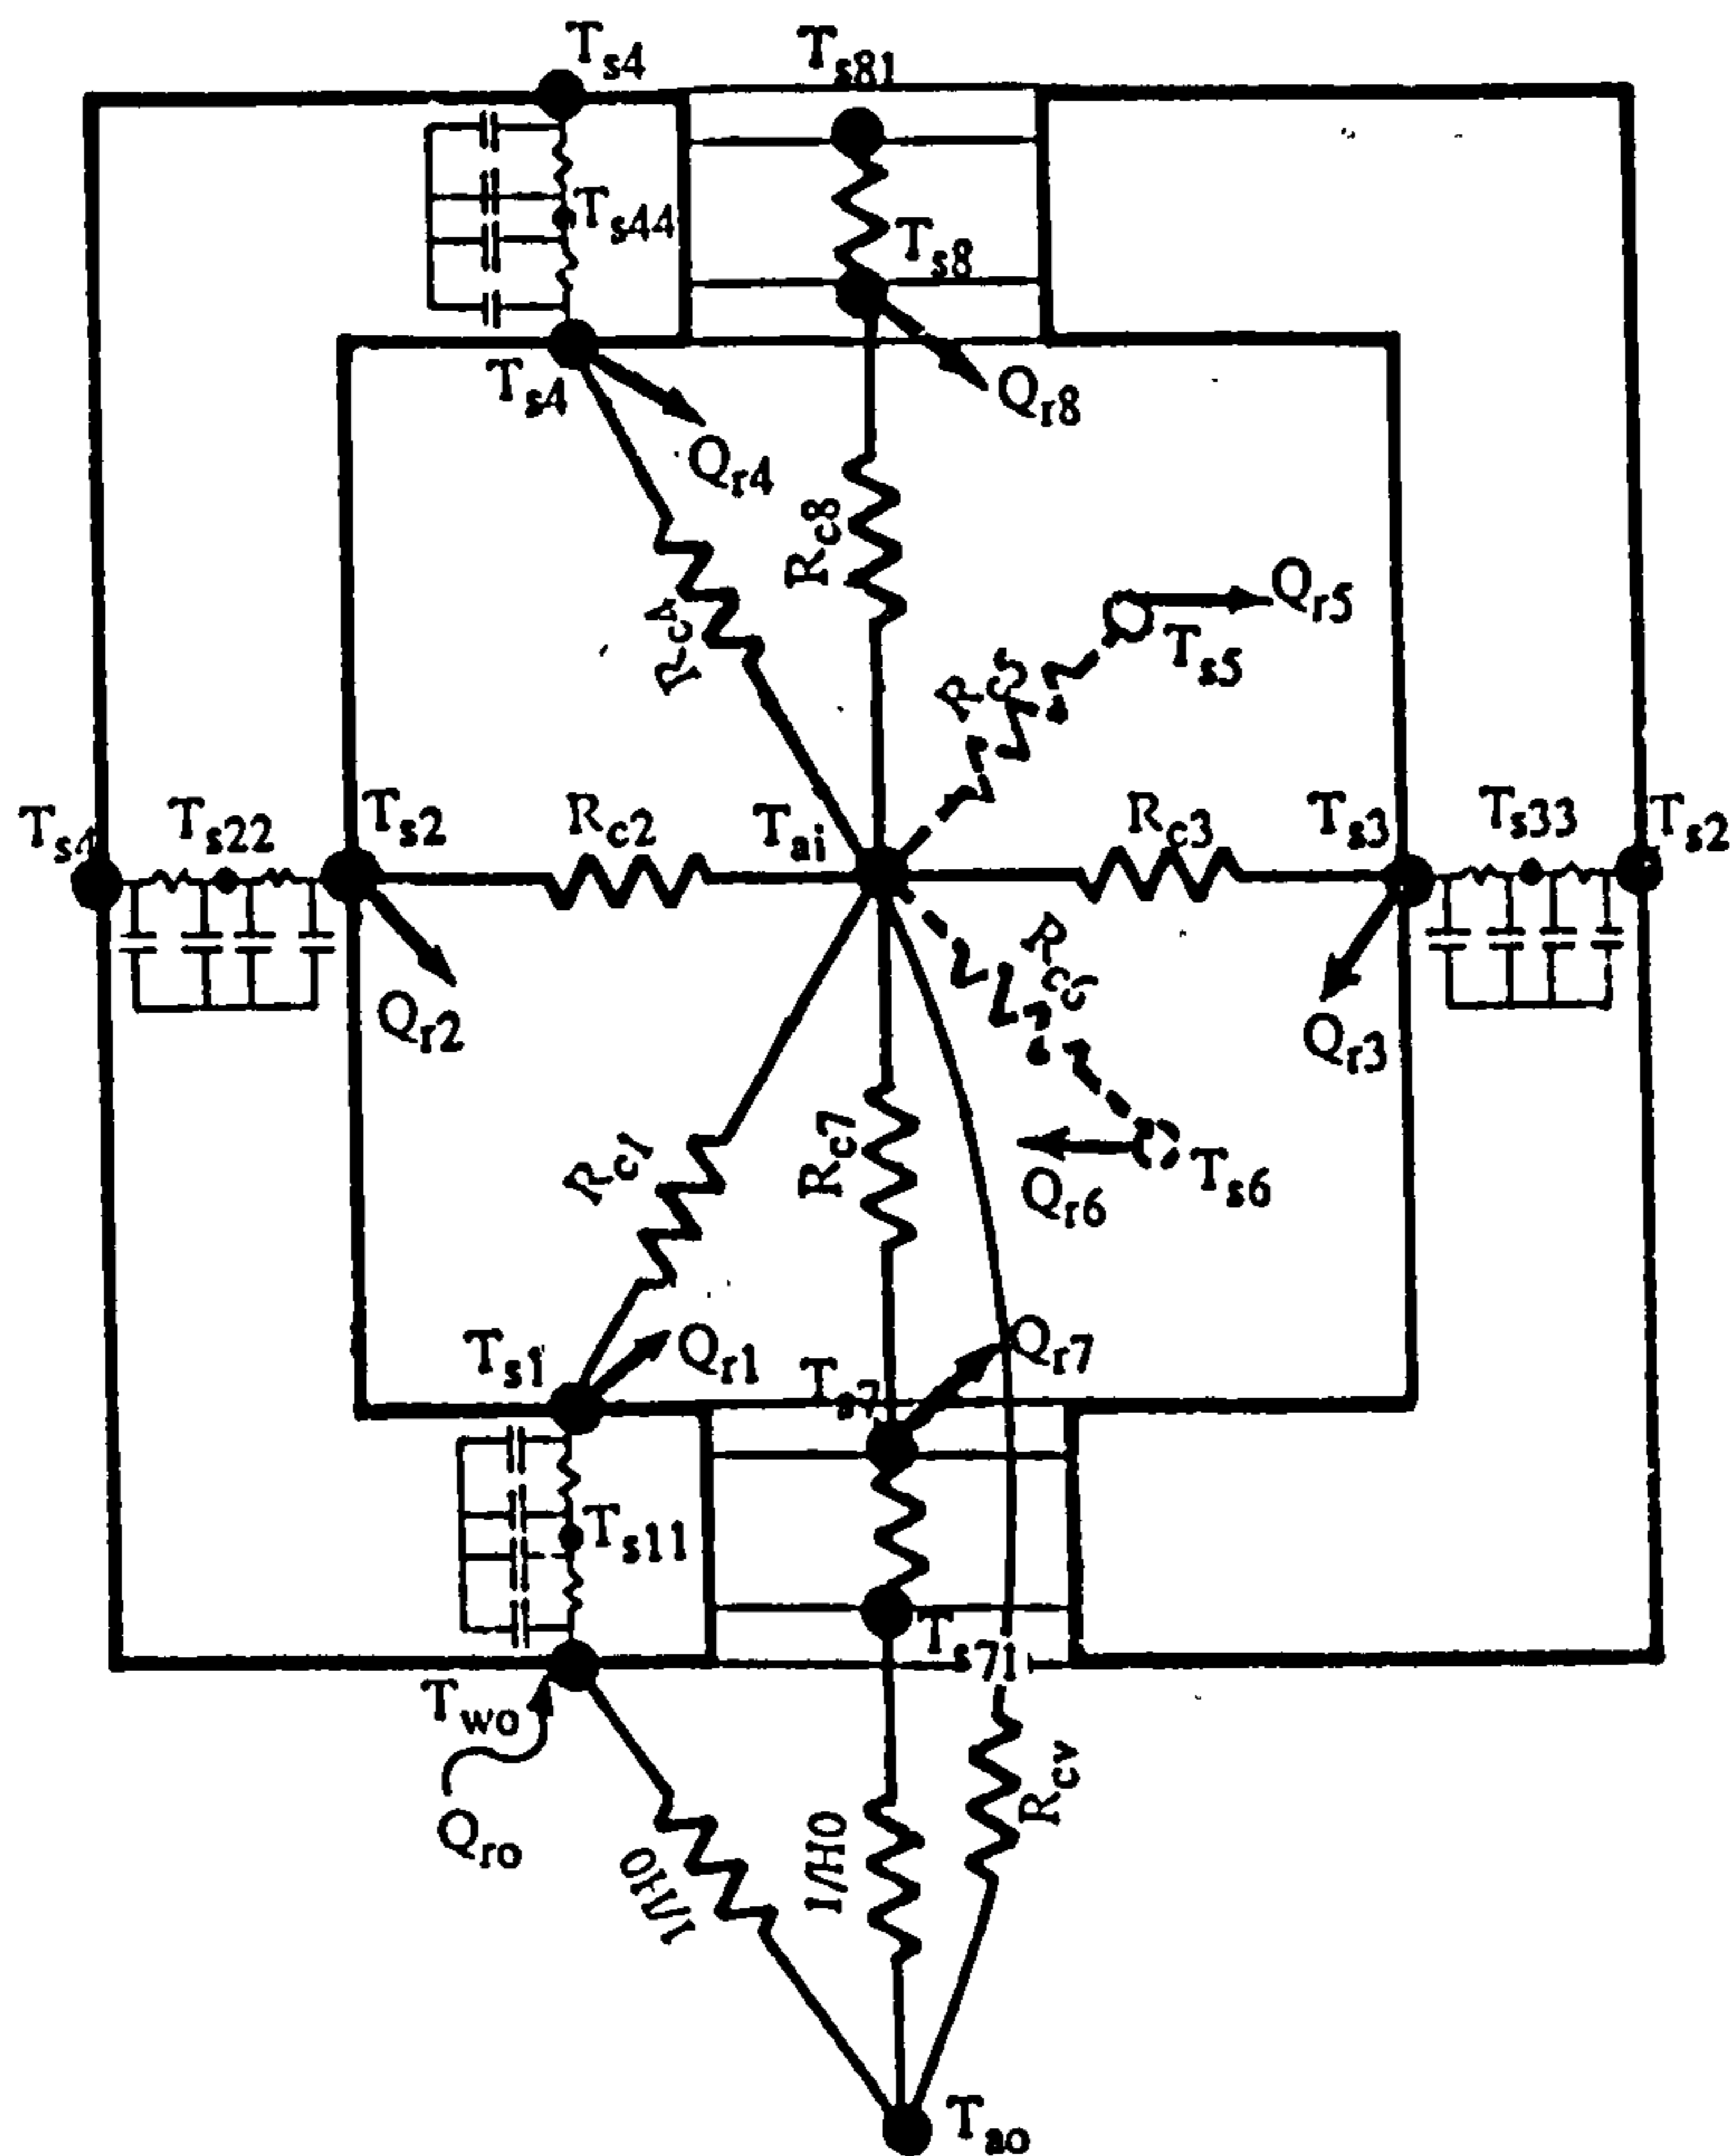 Ts4
Ts81
Ts44
Ts8
Ts4
Qr8
Qr4
Rc8
Rc4
Qr5
Ts5
Rc5
Ts4
Ts22
Ts2
Rc2
Tai
Rc3
Ts3
Ts33
Ts2
Qr2
Rc6
Qr3
Rc1
Rc7
Qr6
Ts6
Ts1
Qr1
Ts7
Qr7
Ts11
Ts71
Two
Qro
1/H0
1/H0
Rcv
Tao